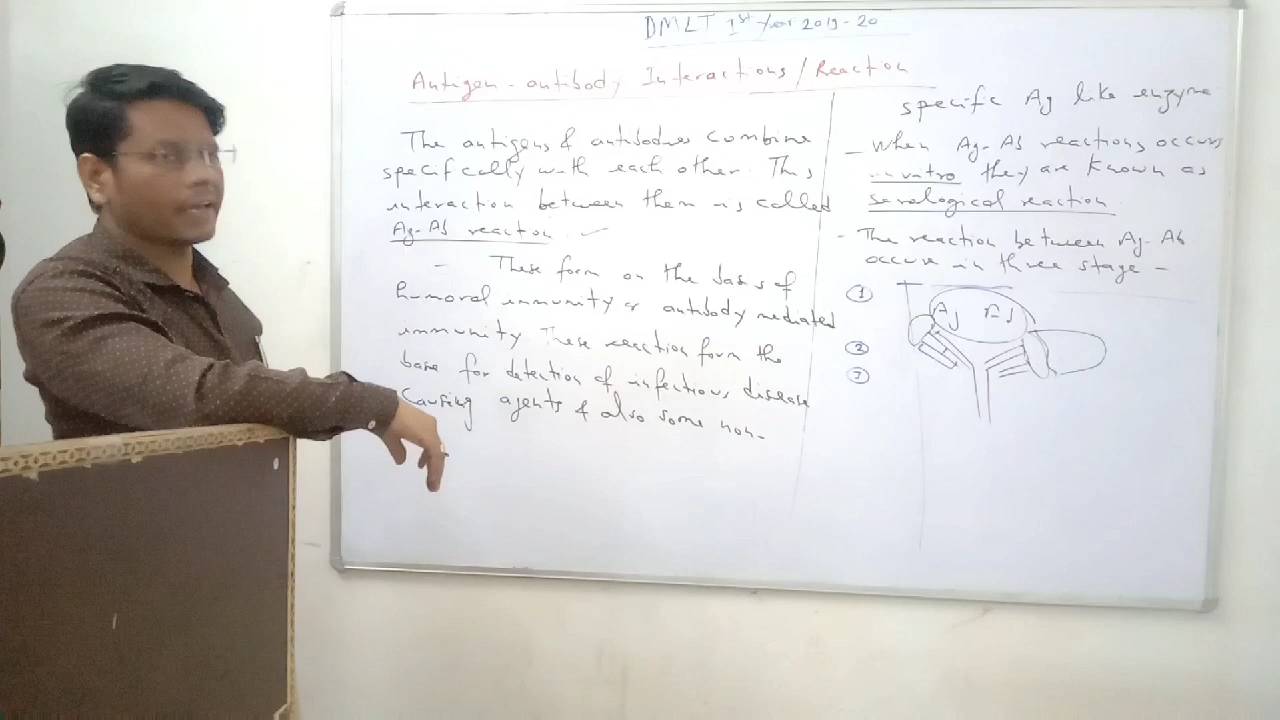 DMLT 1st Year 2019-20
Antigen-antibody Interactions/Reaction
The antigens & antibodies combine
specifically with each other. This
interaction between them is called
Ag-Ab reaction
- These form on the basis of
humoral immunity or antibody mediated
immunity These reaction form the
base for detection of infectious disease
causing agents & also some non-
specific Ag like enzyme
- When Ag-Ab reactions occurs
invitro they are known as
serological reaction
- The reaction between Ag-Ab
occure in three stage -
①
Ag Ab
②
③